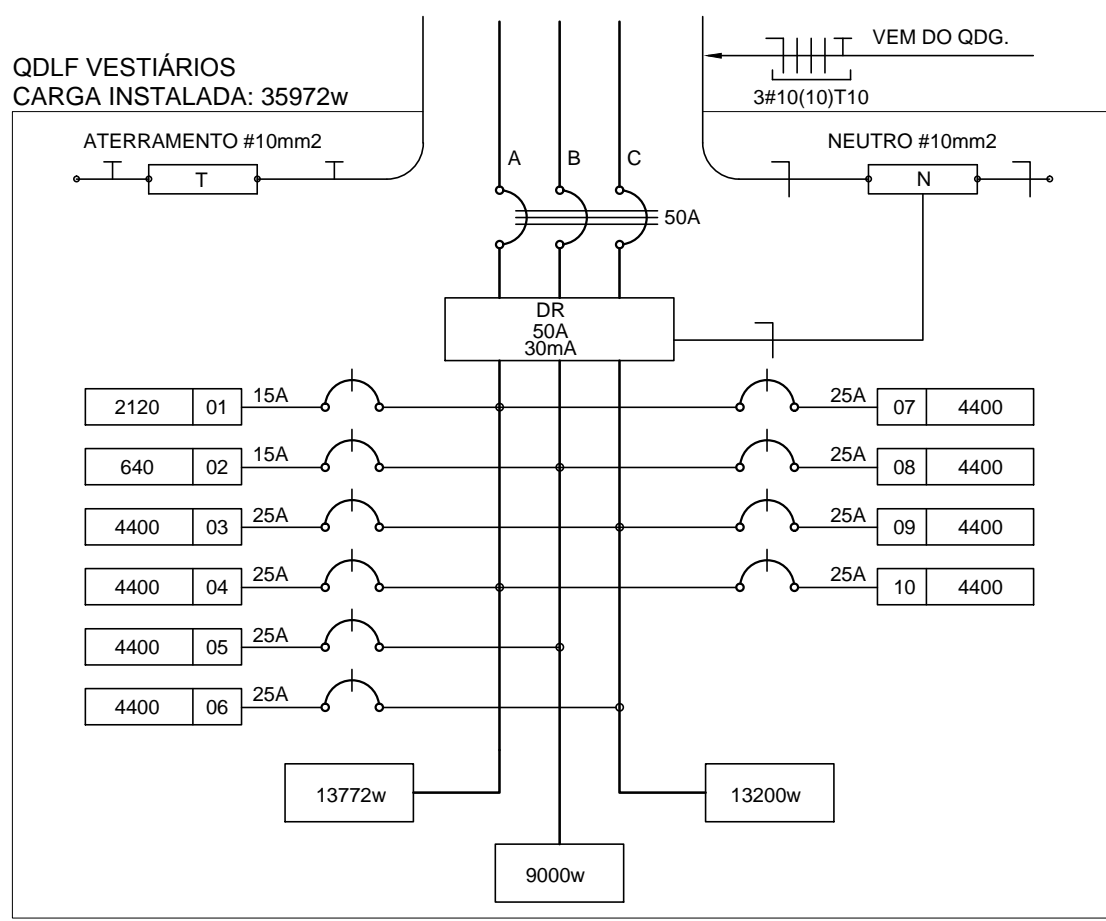 VEM DO QDG.
3#10(10)T10
QDLF VESTIÁRIOS
CARGA INSTALADA: 35972w
ATERRAMENTO #10mm2
T
A
B
C
NEUTRO #10mm2
N
50A
DR
50A
30mA
2120 01 15A
25A 07 4400
640 02 15A
25A 08 4400
4400 03 25A
25A 09 4400
4400 04 25A
25A 10 4400
4400 05 25A
4400 06 25A
13772w
13200w
9000w